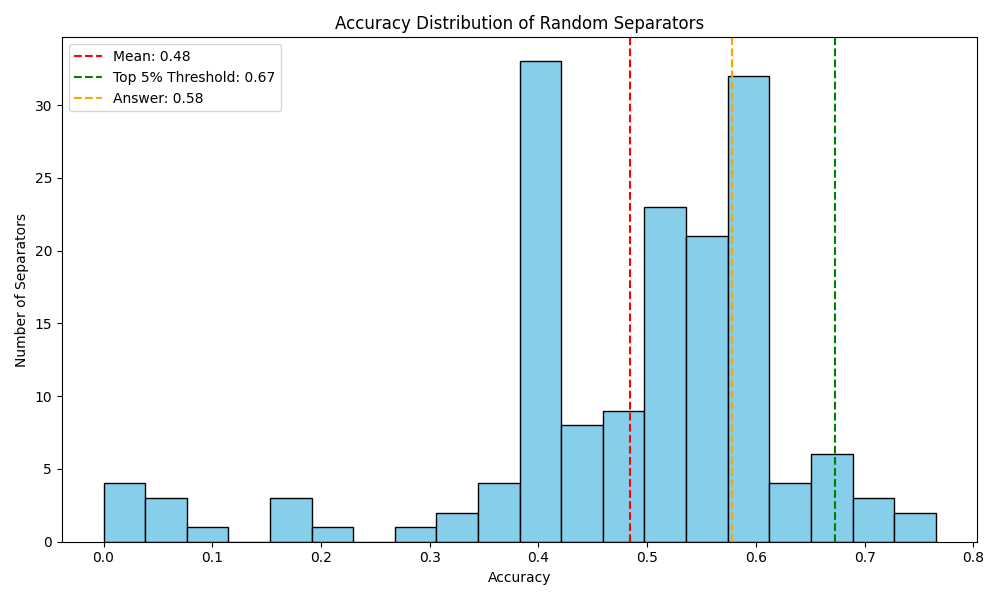 Accuracy Distribution of Random Separators
Mean: 0.48
Top 5% Threshold: 0.67
Answer: 0.58
Number of Separators
30
25
20
15
10
5
0
0.0 0.1 0.2 0.3 0.4 0.5 0.6 0.7 0.8
Accuracy